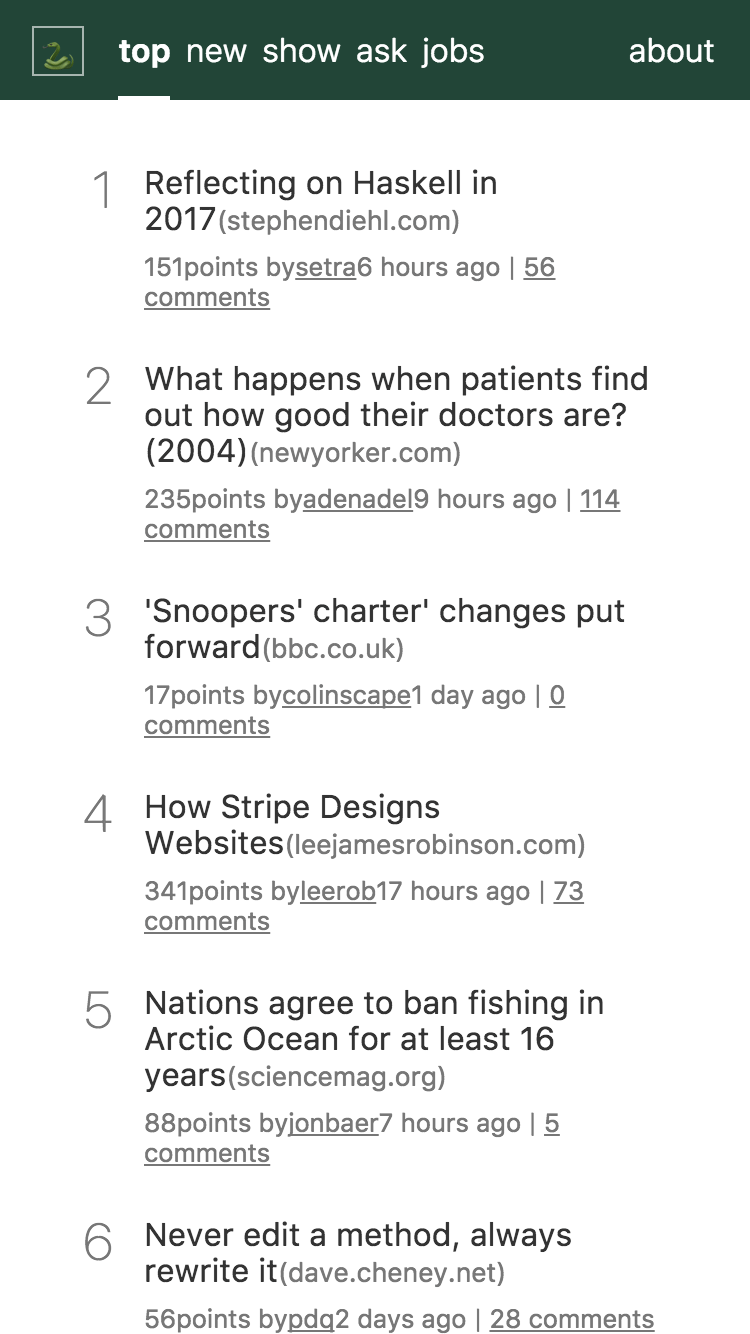 top new show ask jobs about
1 Reflecting on Haskell in
2017(stephendiehl.com)
151points bysetra6 hours ago | 56
comments
2 What happens when patients find
out how good their doctors are?
(2004)(newyorker.com)
235points byadenadel9 hours ago | 114
comments
3 'Snoopers' charter' changes put
forward(bbc.co.uk)
17points bycolinscape1 day ago | 0
comments
4 How Stripe Designs
Websites(leejamesrobinson.com)
341points byleerob17 hours ago | 73
comments
5 Nations agree to ban fishing in
Arctic Ocean for at least 16
years(sciencemag.org)
88points byjonbaer7 hours ago | 5
comments
6 Never edit a method, always
rewrite it(dave.cheney.net)
56points bypdq2 days ago | 28 comments